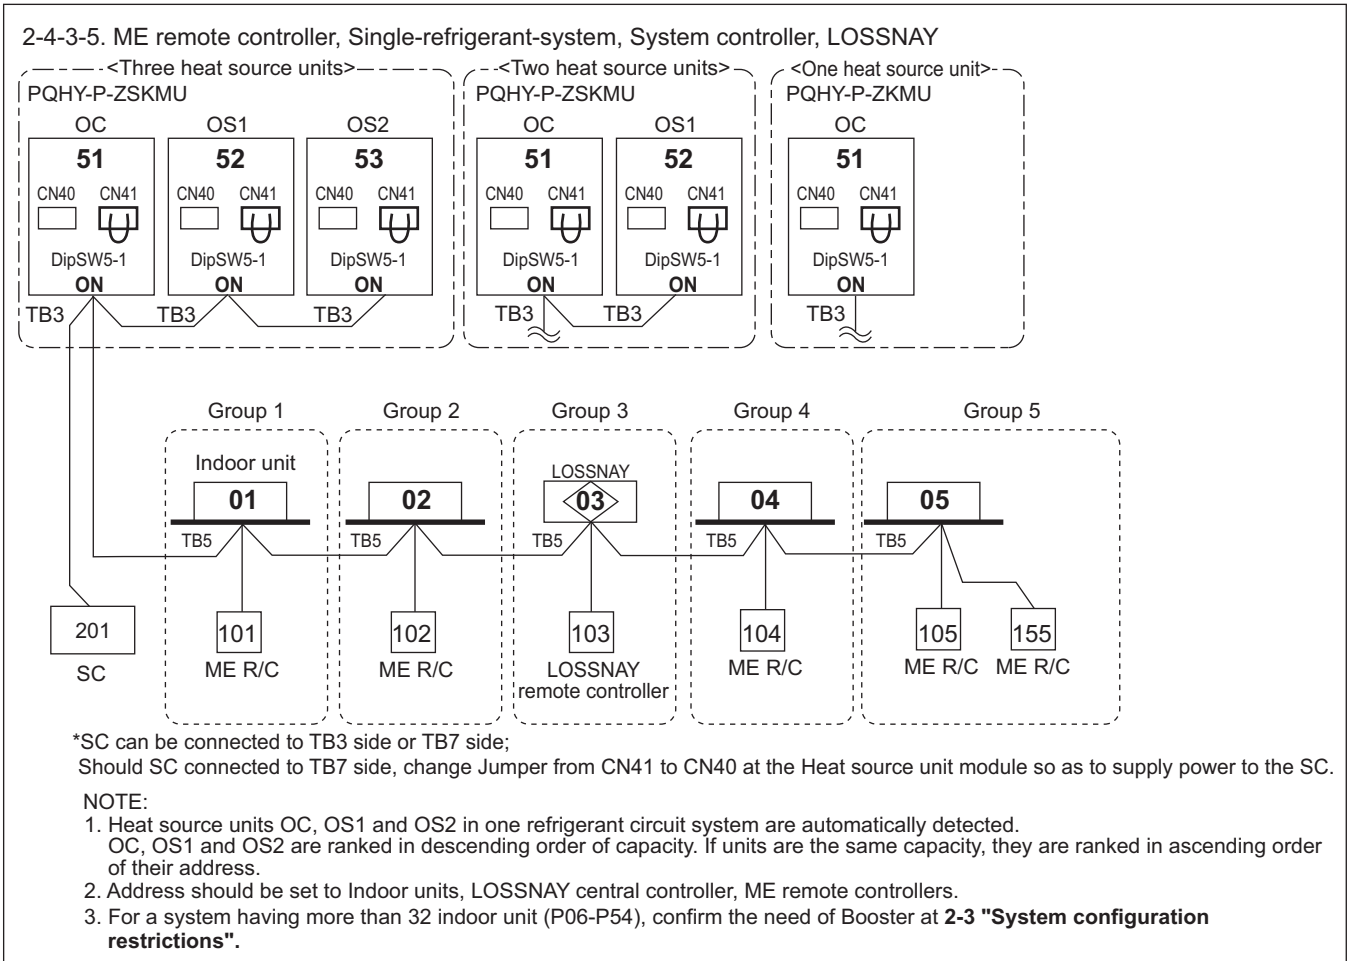 2-4-3-5. ME remote controller, Single-refrigerant-system, System controller, LOSSNAY
<Three heat source units> <Two heat source units> <One heat source unit>
PQHY-P-ZSKMU PQHY-P-ZSKMU PQHY-P-ZKMU
OC OS1 OS2 OC OS1 OC
51 52 53 51 52 51
CN40 CN41 CN40 CN41 CN40 CN41 CN40 CN41 CN40 CN41 CN40 CN41
DipSW5-1 DipSW5-1 DipSW5-1 DipSW5-1 DipSW5-1 DipSW5-1
ON ON ON ON ON ON
TB3 TB3 TB3 TB3 TB3 TB3
Group 1 Group 2 Group 3 Group 4 Group 5
Indoor unit LOSSNAY
01 02 03 04 05
TB5 TB5 TB5 TB5 TB5
201 101 102 103 104 105 155
SC ME R/C ME R/C LOSSNAY ME R/C ME R/C ME R/C
remote controller
*SC can be connected to TB3 side or TB7 side;
Should SC connected to TB7 side, change Jumper from CN41 to CN40 at the Heat source unit module so as to supply power to the SC.
NOTE:
1. Heat source units OC, OS1 and OS2 in one refrigerant circuit system are automatically detected.
OC, OS1 and OS2 are ranked in descending order of capacity. If units are the same capacity, they are ranked in ascending order
of their address.
2. Address should be set to Indoor units, LOSSNAY central controller, ME remote controllers.
3. For a system having more than 32 indoor unit (P06-P54), confirm the need of Booster at 2-3 "System configuration
restrictions".